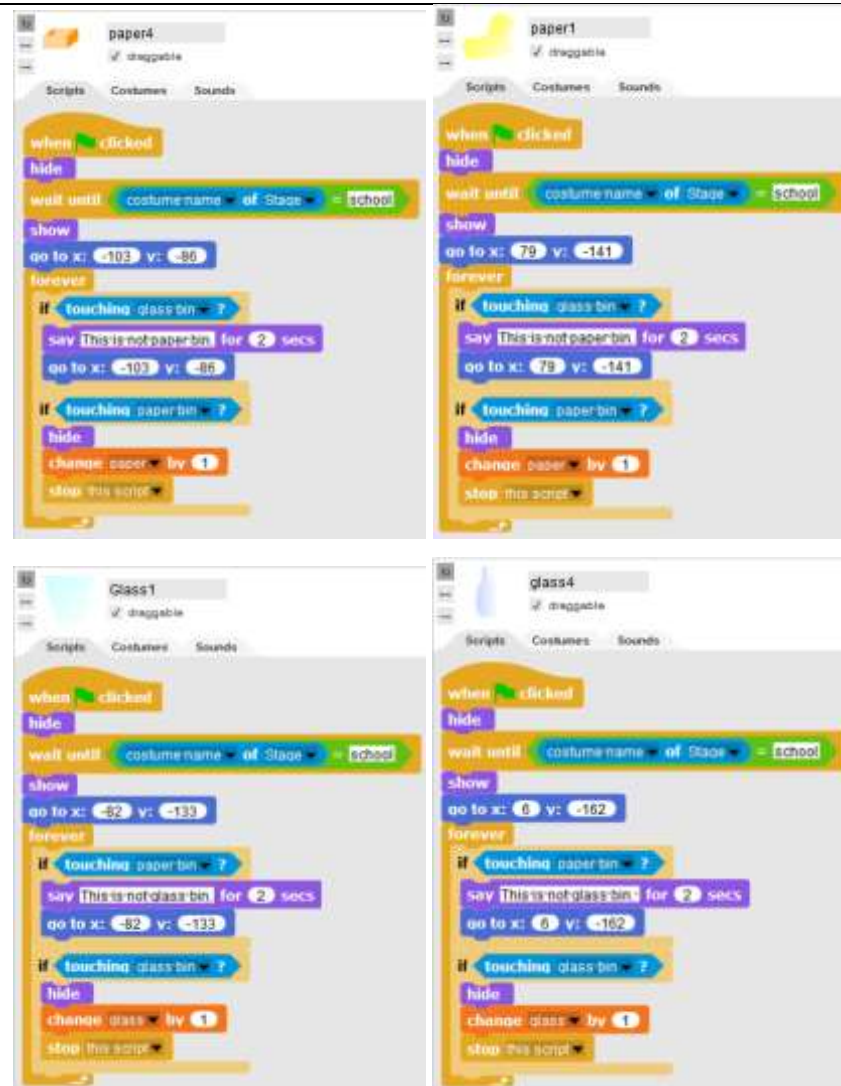 paper4
draggable
Scripts Costumes Sounds
when clicked
hide
wait until costume name of Stage = school
show
go to x: -103 y: -86
forever
if touching glass bin ?
say This is not paper bin. for 2 secs
go to x: -103 y: -86
if touching paper bin ?
hide
change paper by 1
stop this script
paper1
draggable
Scripts Costumes Sounds
when clicked
hide
wait until costume name of Stage = school
show
go to x: 79 y: -141
forever
if touching glass bin ?
say This is not paper bin. for 2 secs
go to x: 79 y: -141
if touching paper bin ?
hide
change paper by 1
stop this script
Glass1
draggable
Scripts Costumes Sounds
when clicked
hide
wait until costume name of Stage = school
show
go to x: -82 y: -133
forever
if touching paper bin ?
say This is not glass bin. for 2 secs
go to x: -82 y: -133
if touching glass bin ?
hide
change glass by 1
stop this script
glass4
draggable
Scripts Costumes Sounds
when clicked
hide
wait until costume name of Stage = school
show
go to x: 6 y: -162
forever
if touching paper bin ?
say This is not glass bin. for 2 secs
go to x: 6 y: -162
if touching glass bin ?
hide
change glass by 1
stop this script